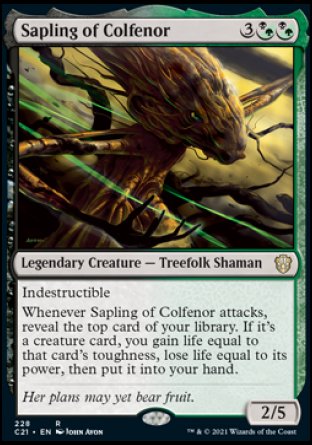 Sapling of Colfenor 3
Legendary Creature — Treefolk Shaman
Indestructible
Whenever Sapling of Colfenor attacks,
reveal the top card of your library. If it's
a creature card, you gain life equal to
that card's toughness, lose life equal to its
power, then put it into your hand.
Her plans may yet bear fruit.
2/5
228 R
C21 • EN JOHN AVON
™ & © 2021 Wizards of the Coast